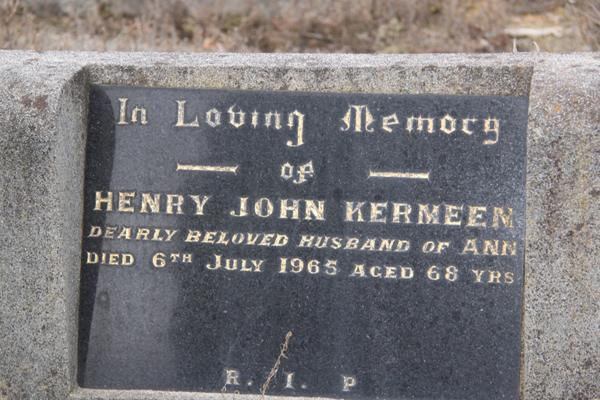 In Loving Memory
of
HENRY JOHN KERMEEN
DEARLY BELOVED HUSBAND OF ANN
DIED 6TH JULY 1965 AGED 68 YRS
R. I. P